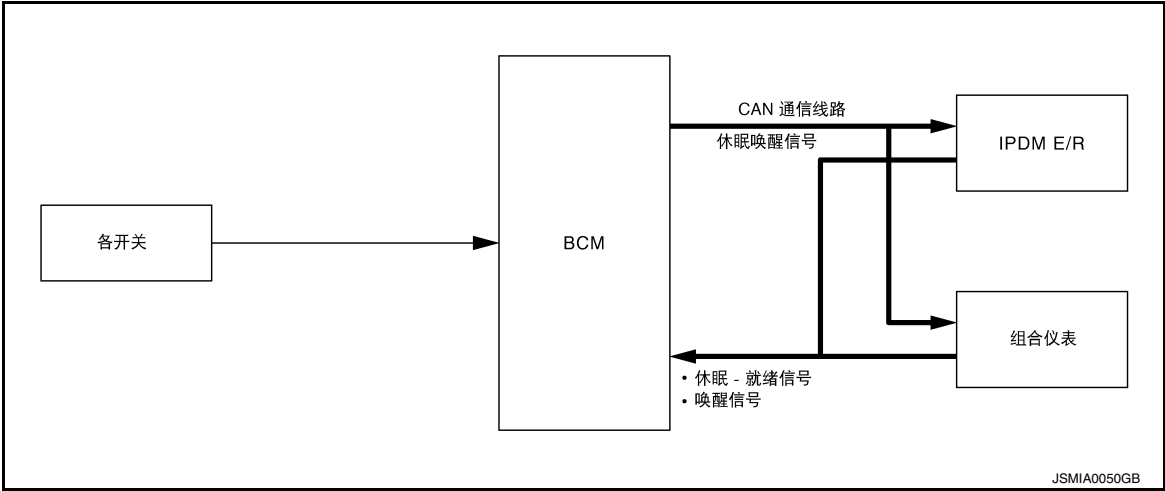 CAN 通信线路
休眠唤醒信号
IPDM E/R
各开关
BCM
组合仪表
• 休眠 - 就绪信号
• 唤醒信号
JSMIA0050GB